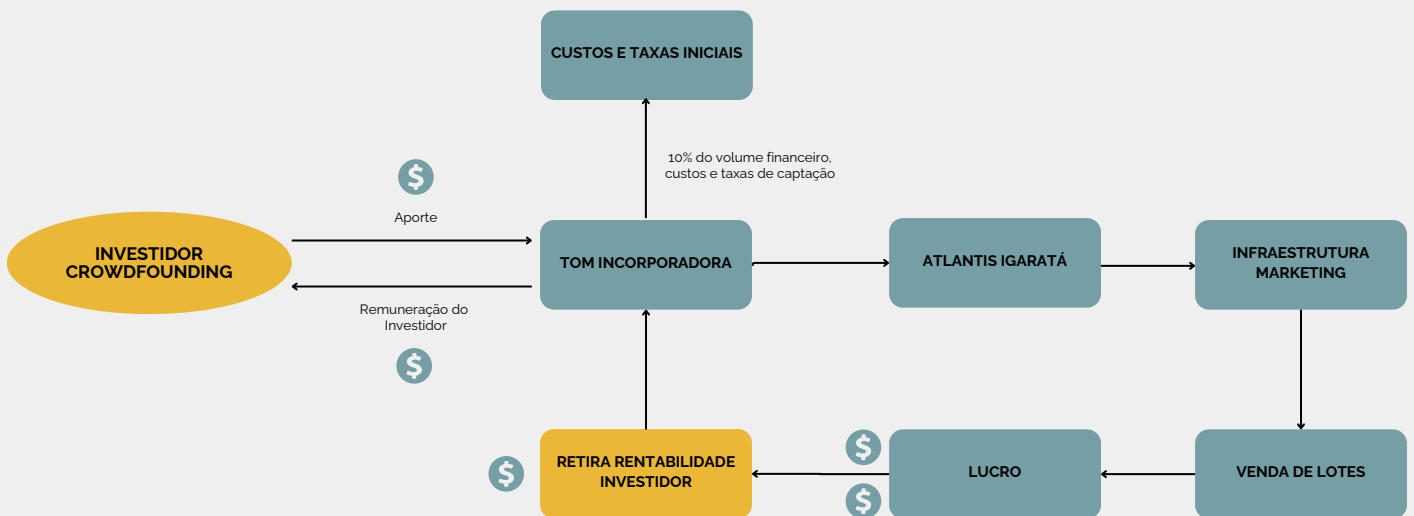 CUSTOS E TAXAS INICIAIS
10% do volume financeiro,
custos e taxas de captação
Aporte
INVESTIDOR
CROWDFOUNDING
TOM INCORPORADORA
ATLANTIS IGARATÁ
INFRAESTRUTURA
MARKETING
Remuneração do
Investidor
RETIRA RENTABILIDADE
INVESTIDOR
LUCRO
VENDA DE LOTES